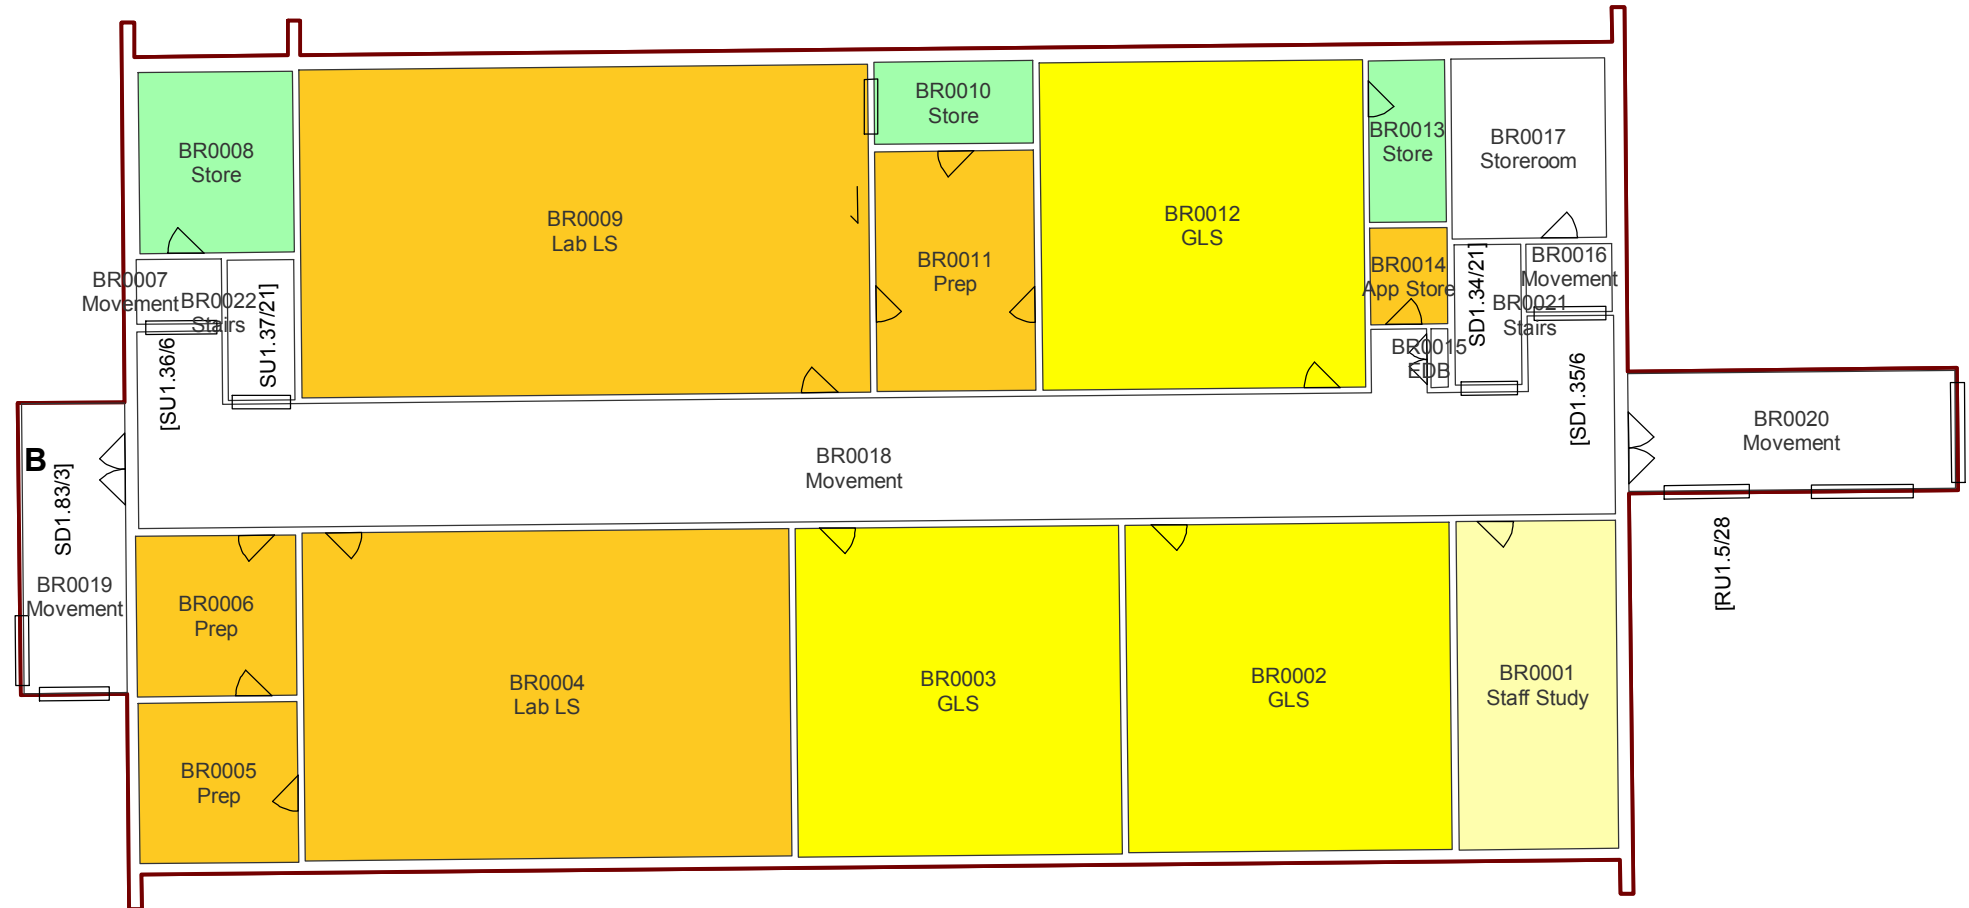 BR0008
Store
BR0009
Lab LS
BR0010
Store
BR0011
Prep
BR0012
GLS
BR0013
Store
BR0017
Storeroom
BR0014
App Store
BR0016
Movement
BR0021
Stairs
BR0015
EDB
BR0007
Movement
BR0022
Stairs
[SU1.36/6
SU1.37/21]
SD1.34/21]
[SD1.35/6
B
SD1.83/3]
BR0019
Movement
BR0018
Movement
BR0020
Movement
[RU1.5/28
BR0006
Prep
BR0005
Prep
BR0004
Lab LS
BR0003
GLS
BR0002
GLS
BR0001
Staff Study